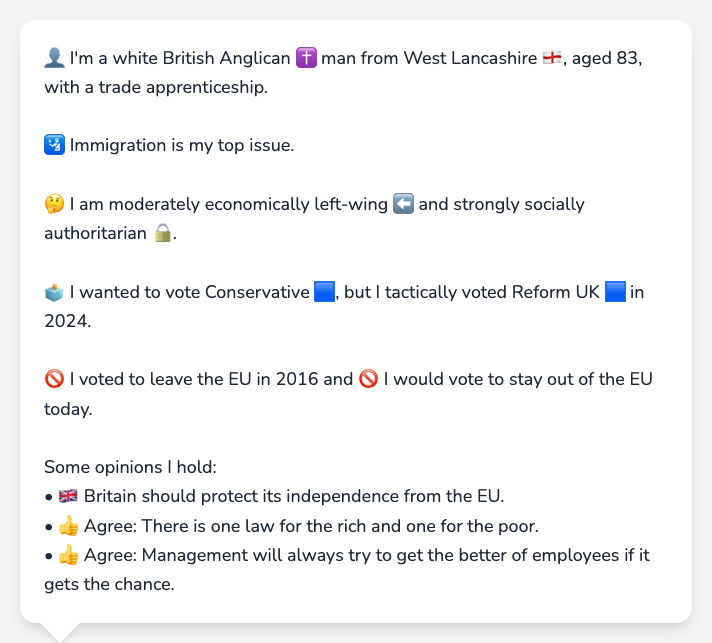 👤 I'm a white British Anglican ✝️ man from West Lancashire 🏴󠁧󠁢󠁥󠁮󠁧󠁿, aged 83,
with a trade apprenticeship.
🛂 Immigration is my top issue.
🤔 I am moderately economically left-wing ⬅️ and strongly socially
authoritarian 🔒.
🗳️ I wanted to vote Conservative 🟦, but I tactically voted Reform UK 🟦 in
2024.
🚫 I voted to leave the EU in 2016 and 🚫 I would vote to stay out of the EU
today.
Some opinions I hold:
• 🇬🇧 Britain should protect its independence from the EU.
• 👍 Agree: There is one law for the rich and one for the poor.
• 👍 Agree: Management will always try to get the better of employees if it
gets the chance.